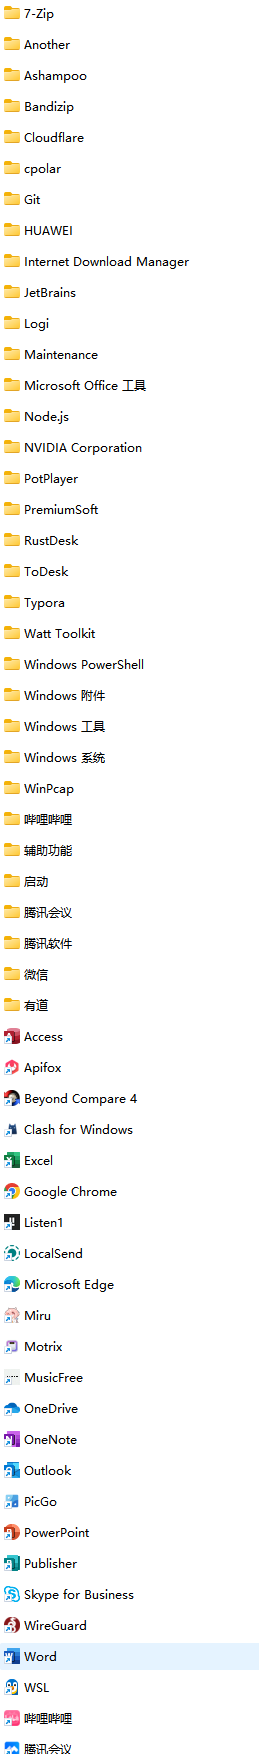 7-Zip
Another
Ashampoo
Bandizip
Cloudflare
cpolar
Git
HUAWEI
Internet Download Manager
JetBrains
Logi
Maintenance
Microsoft Office 工具
Node.js
NVIDIA Corporation
PotPlayer
PremiumSoft
RustDesk
ToDesk
Typora
Watt Toolkit
Windows PowerShell
Windows 附件
Windows 工具
Windows 系统
WinPcap
哔哩哔哩
辅助功能
启动
腾讯会议
腾讯软件
微信
有道
Access
Apifox
Beyond Compare 4
Clash for Windows
Excel
Google Chrome
Listen1
LocalSend
Microsoft Edge
Miru
Motrix
MusicFree
OneDrive
OneNote
Outlook
PicGo
PowerPoint
Publisher
Skype for Business
WireGuard
Word
WSL
哔哩哔哩
腾讯会议